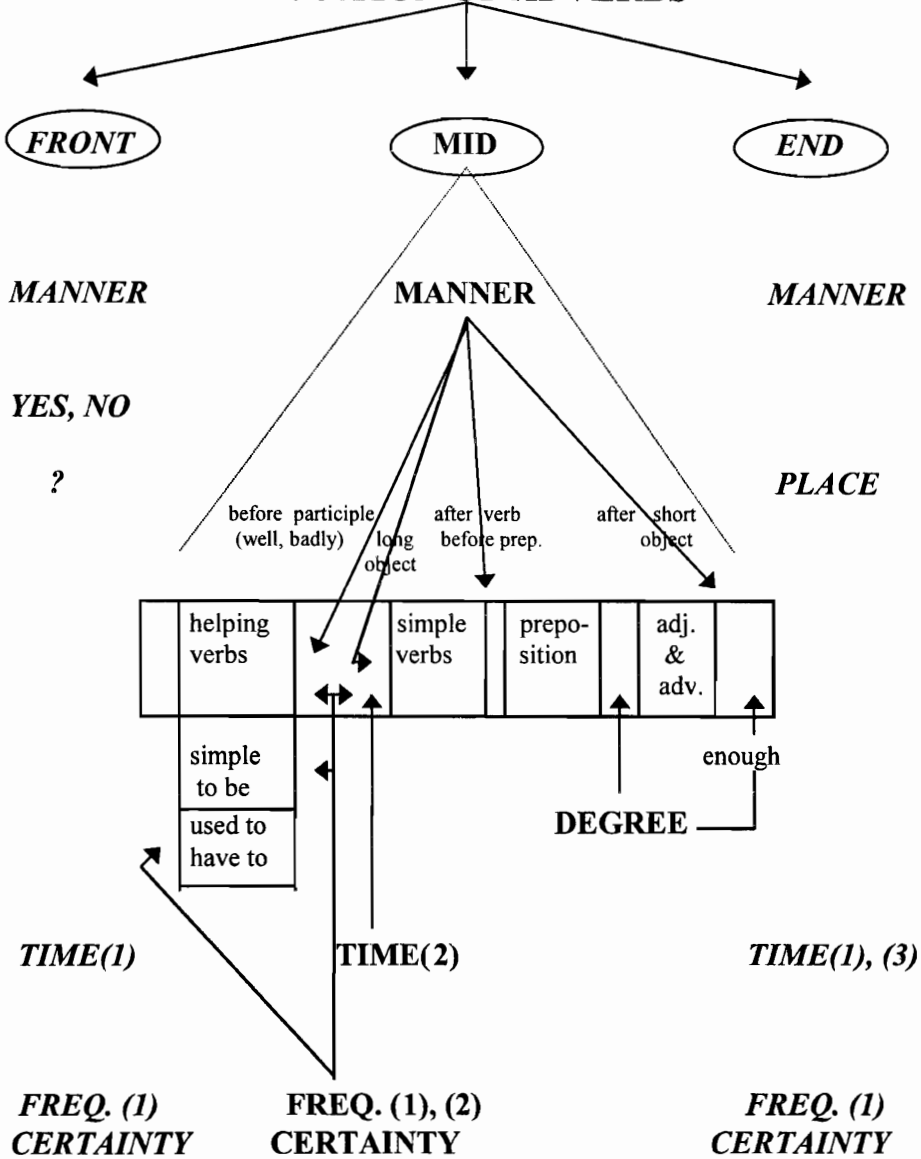 FRONT MID END
MANNER MANNER MANNER
YES, NO
? PLACE
before participle after verb after short
(well, badly) long before prep. object
object
helping simple prepo- adj.
verbs verbs sition &
adv.
simple enough
to be
used to DEGREE
have to
TIME(1) TIME(2) TIME(1), (3)
FREQ. (1) FREQ. (1), (2) FREQ. (1)
CERTAINTY CERTAINTY CERTAINTY